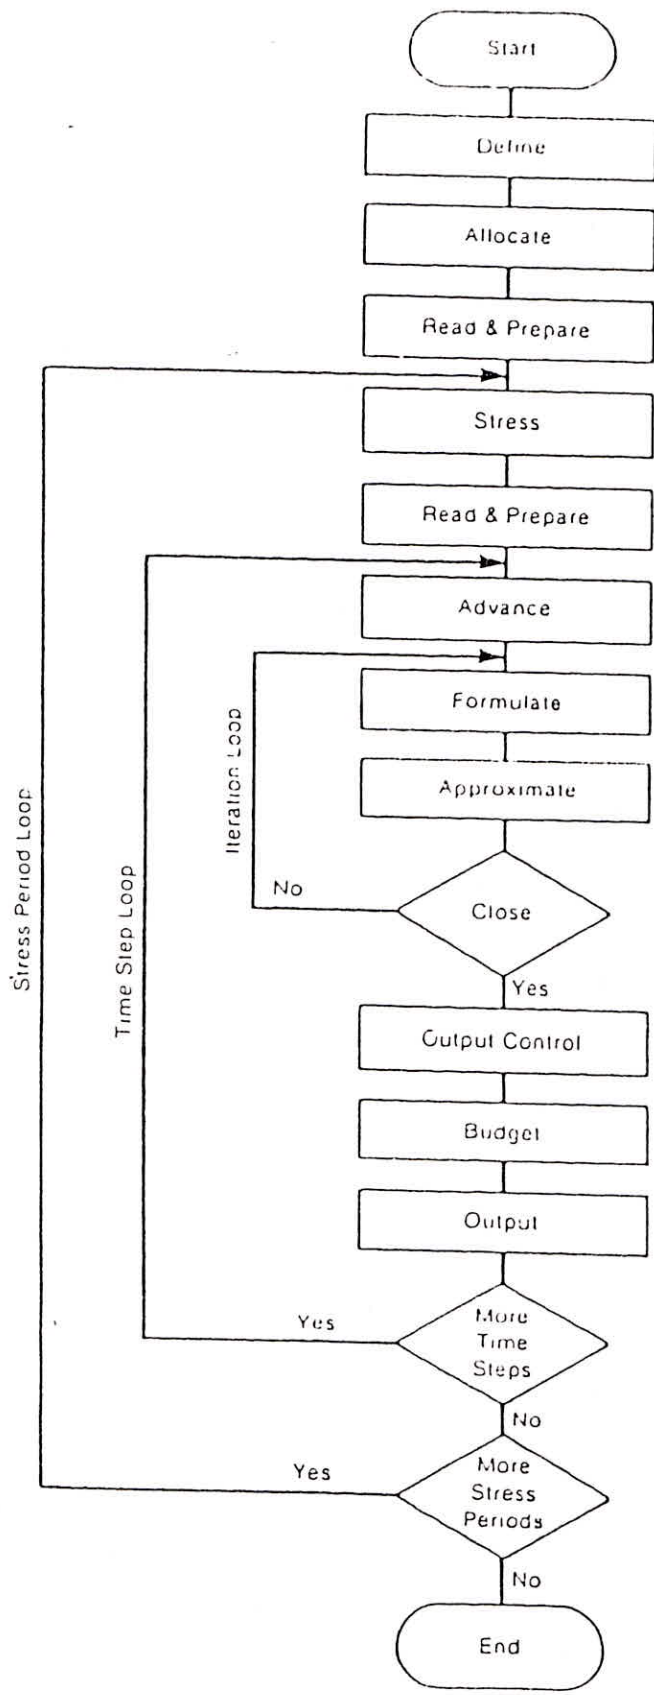 Start
Define
Allocate
Read & Prepare
Stress
Read & Prepare
Advance
Formulate
Approximate
Iteration Loop
No
Close
Yes
Stress Period Loop
Time Step Loop
Output Control
Budget
Output
Yes
More
Time
Steps
No
Yes
More
Stress
Periods
No
End